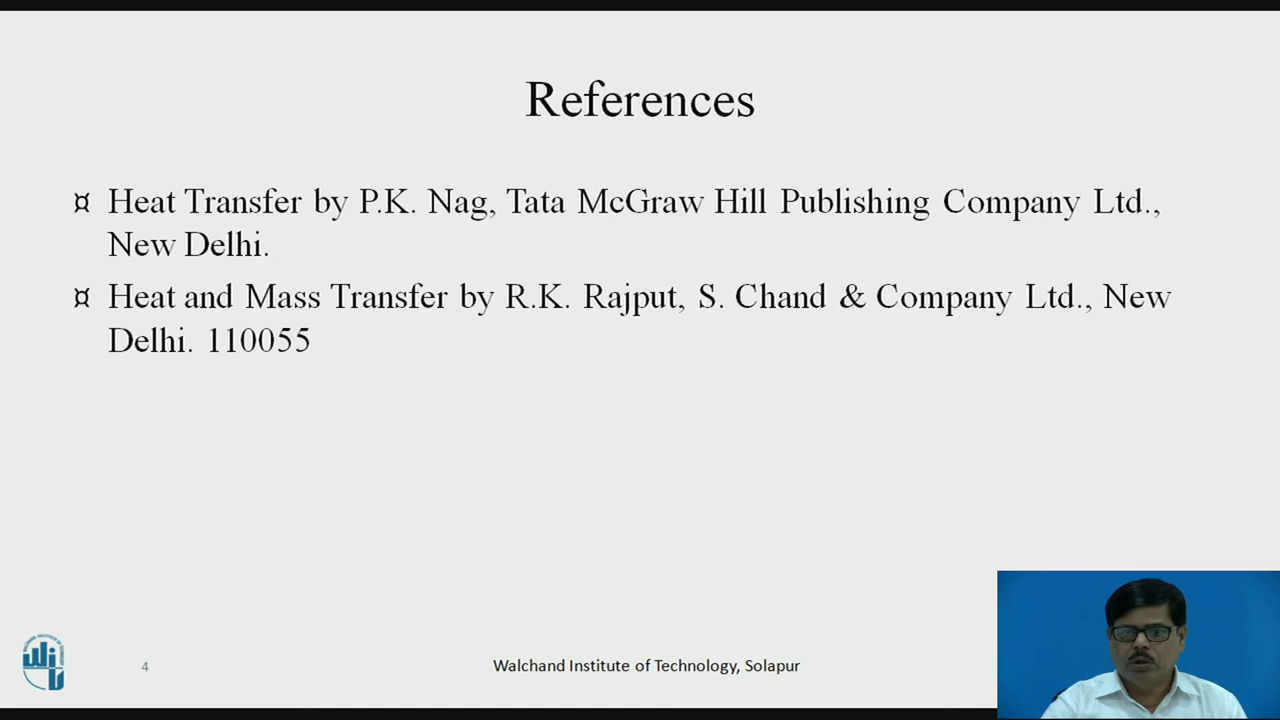 References
¤ Heat Transfer by P.K. Nag, Tata McGraw Hill Publishing Company Ltd.,
New Delhi.
¤ Heat and Mass Transfer by R.K. Rajput, S. Chand & Company Ltd., New
Delhi. 110055
4
Walchand Institute of Technology, Solapur